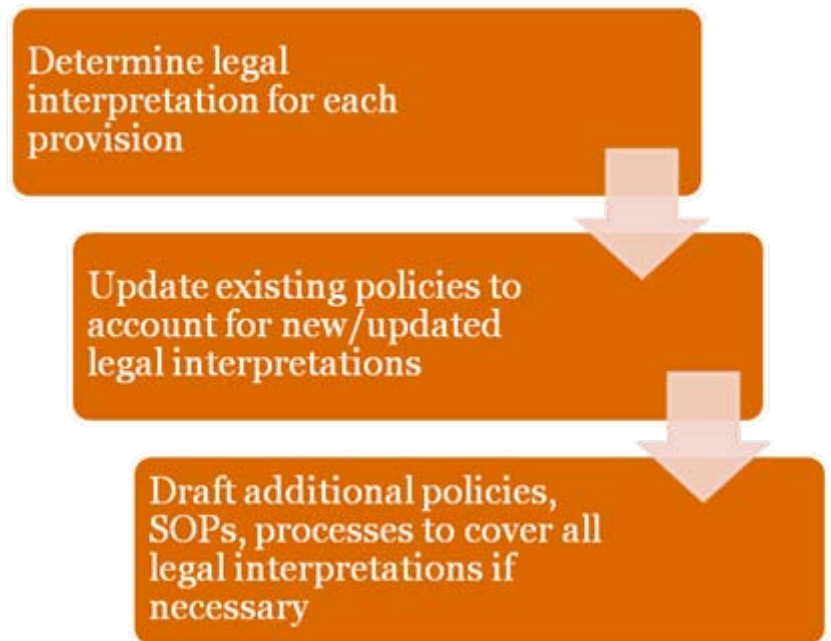 Determine legal
interpretation for each
provision
Update existing policies to
account for new/updated
legal interpretations
Draft additional policies,
SOPs, processes to cover all
legal interpretations if
necessary